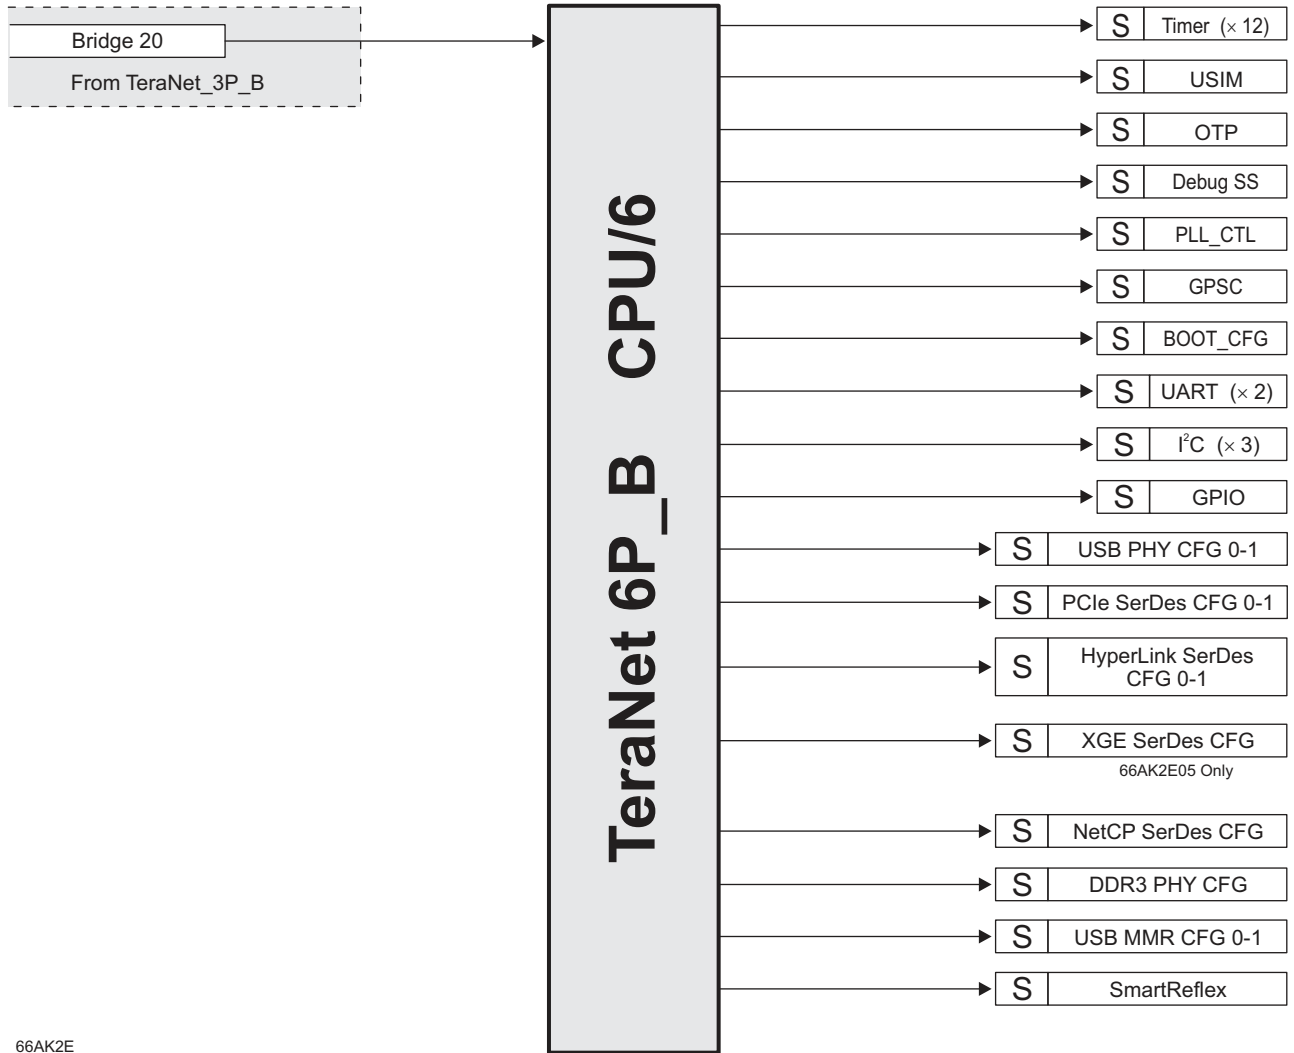 Bridge 20
From TeraNet_3P_B
TeraNet 6P_B CPU/6
S Timer (× 12)
S USIM
S OTP
S Debug SS
S PLL_CTL
S GPSC
S BOOT_CFG
S UART (× 2)
S I²C (× 3)
S GPIO
S USB PHY CFG 0-1
S PCIe SerDes CFG 0-1
S HyperLink SerDes
CFG 0-1
S XGE SerDes CFG
66AK2E05 Only
S NetCP SerDes CFG
S DDR3 PHY CFG
S USB MMR CFG 0-1
S SmartReflex
66AK2E